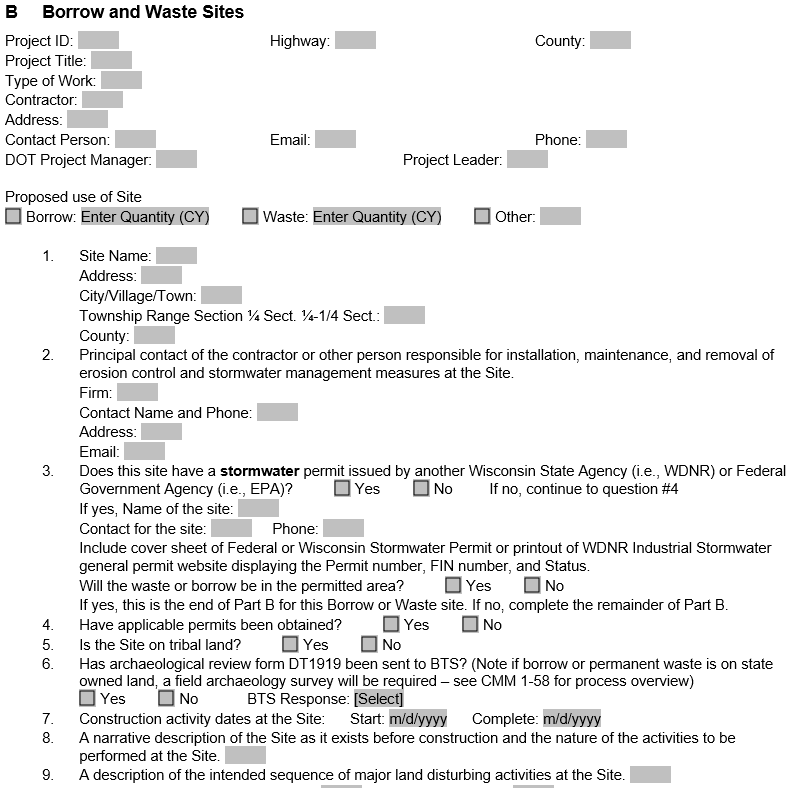 B Borrow and Waste Sites
Project ID: Highway: County:
Project Title:
Type of Work:
Contractor:
Address:
Contact Person: Email: Phone:
DOT Project Manager: Project Leader:
Proposed use of Site
Borrow: Enter Quantity (CY) Waste: Enter Quantity (CY) Other:
1. Site Name:
Address:
City/Village/Town:
Township Range Section ¼ Sect. ¼-1/4 Sect.:
County:
2. Principal contact of the contractor or other person responsible for installation, maintenance, and removal of
erosion control and stormwater management measures at the Site.
Firm:
Contact Name and Phone:
Address:
Email:
3. Does this site have a stormwater permit issued by another Wisconsin State Agency (i.e., WDNR) or Federal
Government Agency (i.e., EPA)? Yes No If no, continue to question #4
If yes, Name of the site:
Contact for the site: Phone:
Include cover sheet of Federal or Wisconsin Stormwater Permit or printout of WDNR Industrial Stormwater
general permit website displaying the Permit number, FIN number, and Status.
Will the waste or borrow be in the permitted area? Yes No
If yes, this is the end of Part B for this Borrow or Waste site. If no, complete the remainder of Part B.
4. Have applicable permits been obtained? Yes No
5. Is the Site on tribal land? Yes No
6. Has archaeological review form DT1919 been sent to BTS? (Note if borrow or permanent waste is on state
owned land, a field archaeology survey will be required – see CMM 1-58 for process overview)
Yes No BTS Response: [Select]
7. Construction activity dates at the Site: Start: m/d/yyyy Complete: m/d/yyyy
8. A narrative description of the Site as it exists before construction and the nature of the activities to be
performed at the Site.
9. A description of the intended sequence of major land disturbing activities at the Site.